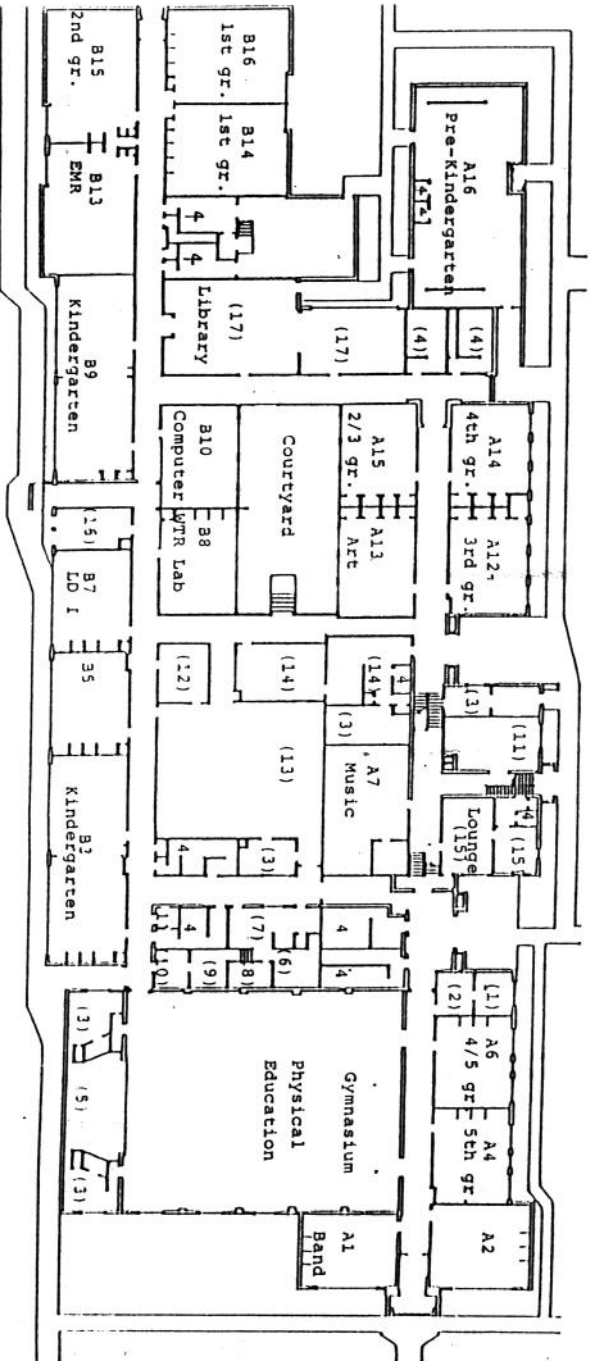 A16
Pre-Kindergarten
4
4
(4)
(4)
A14
4th gr.
A12
3rd gr.
(3)
(11)
4
(15
Lounge
(15)
(1)
(2)
A6
4/5 gr
A4
5th gr
A2
A15
2/3 gr.
A13
Art
4
(14)
(3)
A7
Music
4
4
A1
Band
B16
1st gr.
B14
1st gr.
4
4
(17)
(17)
Library
Courtyard
B10
Computer
B8
WTR Lab
(14)
(12)
(13)
(3)
4
(7)
(6)
4
8)
(9)
Gymnasium
Physical
Education
B15
2nd gr.
B13
EMR
B9
Kindergarten
(16)
B7
LD I
B5
Kindergarten
(3)
(5)
(3)